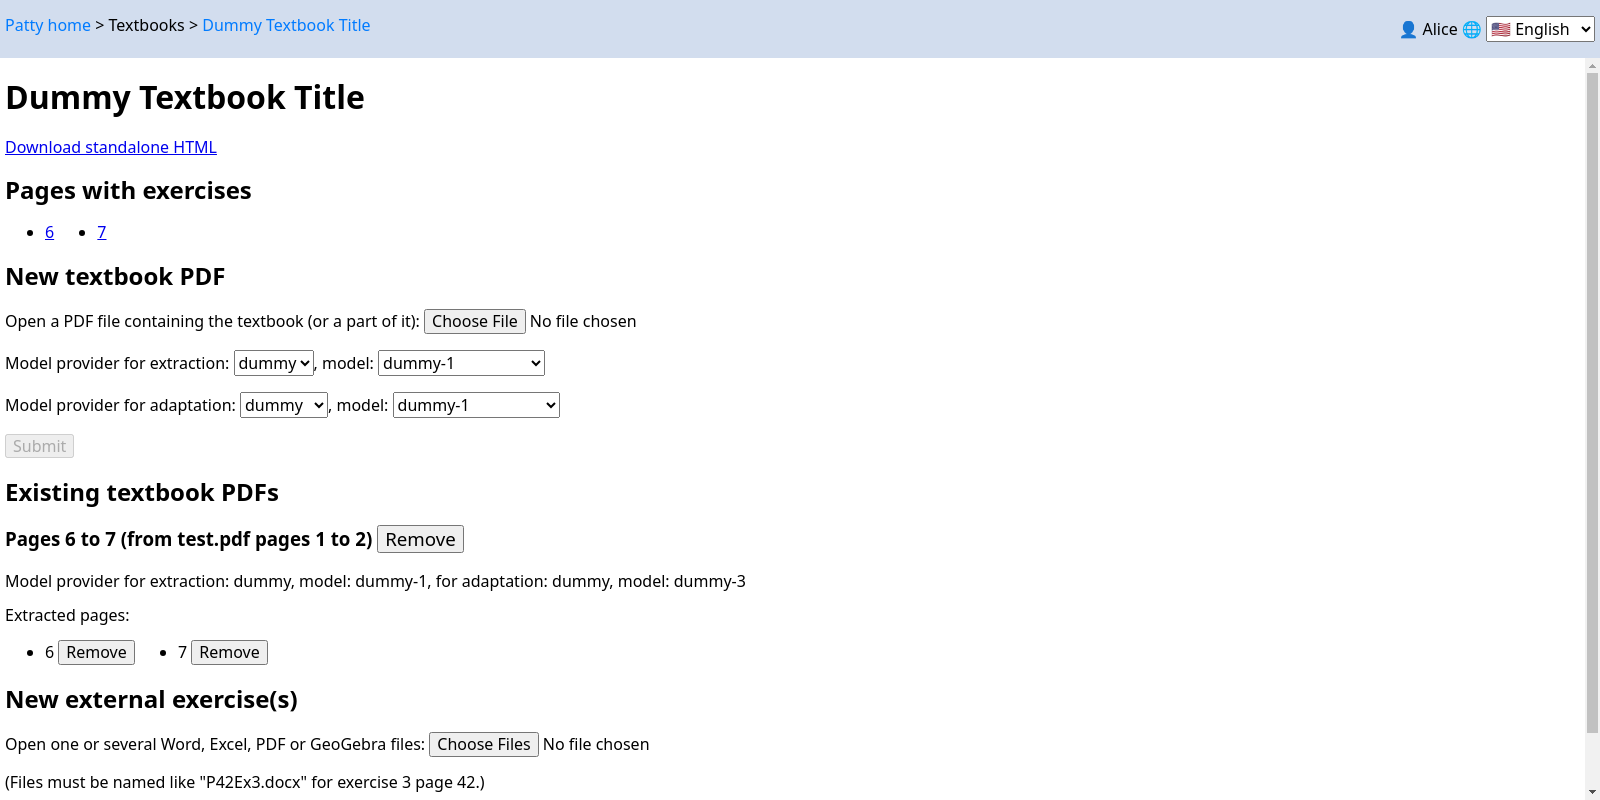 Patty home > Textbooks > Dummy Textbook Title
👤 Alice 🌐 🇺🇸 English
Dummy Textbook Title
Download standalone HTML
Pages with exercises
• 6 • 7
New textbook PDF
Open a PDF file containing the textbook (or a part of it): Choose File No file chosen
Model provider for extraction: dummy, model: dummy-1
Model provider for adaptation: dummy, model: dummy-1
Submit
Existing textbook PDFs
Pages 6 to 7 (from test.pdf pages 1 to 2) Remove
Model provider for extraction: dummy, model: dummy-1, for adaptation: dummy, model: dummy-3
Extracted pages:
• 6 Remove • 7 Remove
New external exercise(s)
Open one or several Word, Excel, PDF or GeoGebra files: Choose Files No file chosen
(Files must be named like "P42Ex3.docx" for exercise 3 page 42.)